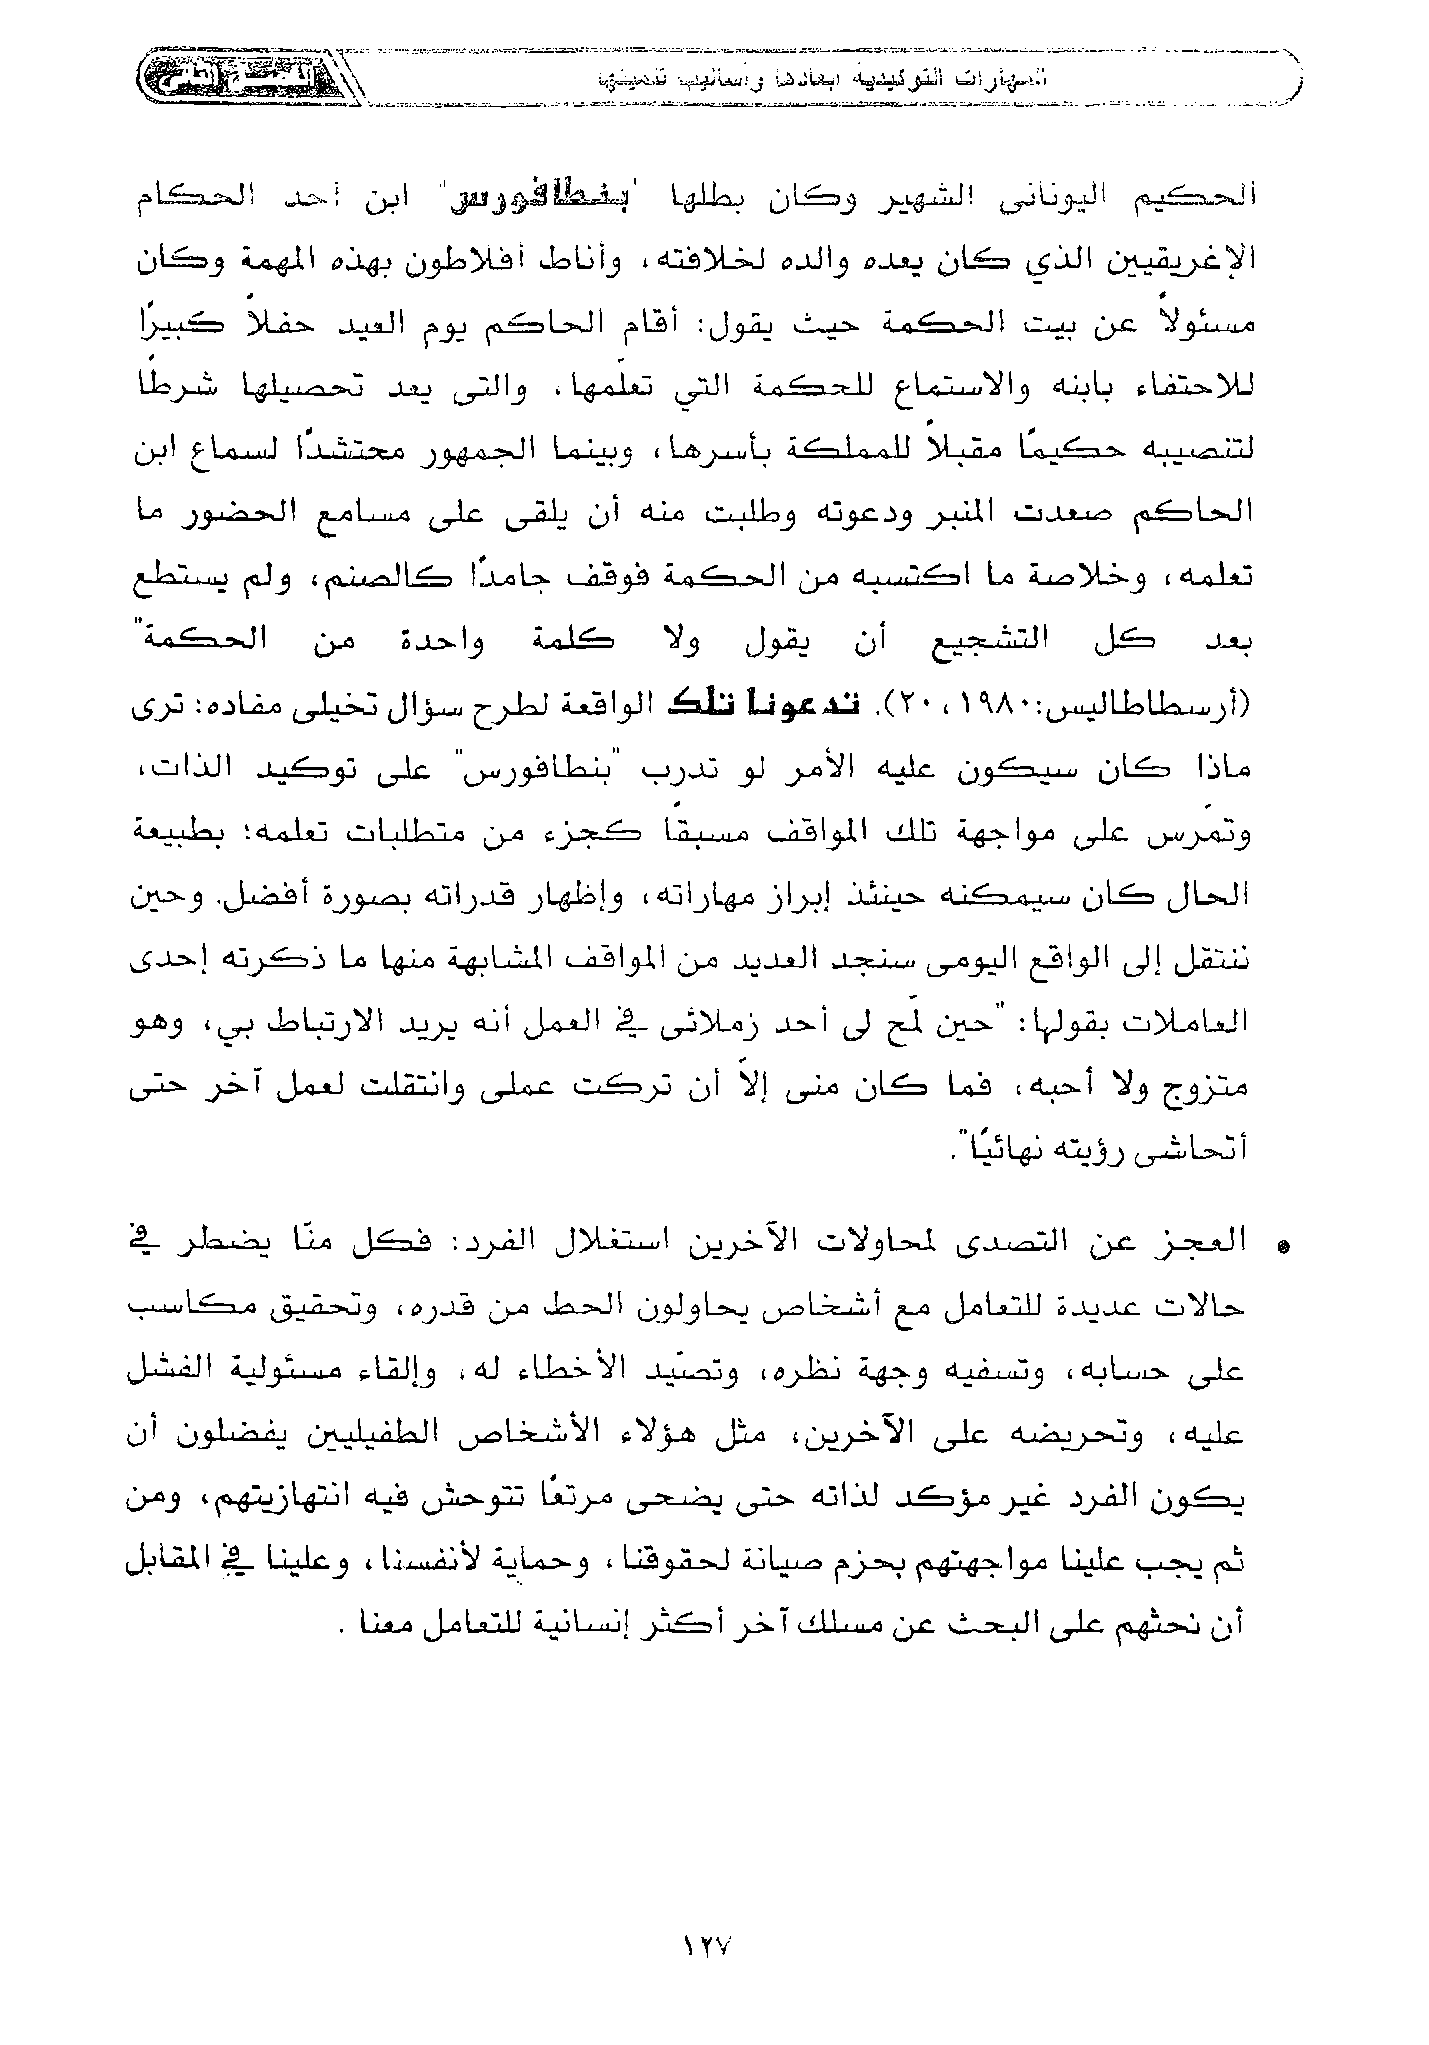 المهارات التوكيدية أبعادها وأساليب تنميتها
الحكيم اليونانى الشهير وكان بطلها "بنطافورس" ابن أحد الحكام
الإغريقيين الذي كان يعده والده لخلافته، وأناط أفلاطون بهذه المهمة وكان
مسئولاً عن بيت الحكمة حيث يقول: أقام الحاكم يوم العيد حفلاً كبيرًا
للاحتفاء بابنه والاستماع للحكمة التي تعلَّمها، والتى يعد تحصيلها شرطًا
لتنصيبه حكيمًا مقبلاً للمملكة بأسرها، وبينما الجمهور محتشدًا لسماع ابن
الحاكم صعدت المنبر ودعوته وطلبت منه أن يلقى على مسامع الحضور ما
تعلمه، وخلاصة ما اكتسبه من الحكمة فوقف جامدًا كالصنم، ولم يستطع
بعد كل التشجيع أن يقول ولا كلمة واحدة من الحكمة"
(أرسطاطاليس:١٩٨٠، ٢٠). تدعونا تلك الواقعة لطرح سؤال تخيلى مفاده: ترى
ماذا كان سيكون عليه الأمر لو تدرب "بنطافورس" على توكيد الذات،
وتمَرس على مواجهة تلك المواقف مسبقًا كجزء من متطلبات تعلمه؛ بطبيعة
الحال كان سيمكنه حينئذ إبراز مهاراته، وإظهار قدراته بصورة أفضل. وحين
ننتقل إلى الواقع اليومى سنجد العديد من المواقف المشابهة منها ما ذكرته إحدى
العاملات بقولها: "حين لمَّح لى أحد زملائى في العمل أنه يريد الارتباط بي، وهو
متزوج ولا أحبه، فما كان منى إلاَّ أن تركت عملى وانتقلت لعمل آخر حتى
أتحاشى رؤيته نهائيًا".
• العجز عن التصدى لمحاولات الآخرين استغلال الفرد: فكل منّا يضطر في
حالات عديدة للتعامل مع أشخاص يحاولون الحط من قدره، وتحقيق مكاسب
على حسابه، وتسفيه وجهة نظره، وتصيّد الأخطاء له، وإلقاء مسئولية الفشل
عليه، وتحريضه على الآخرين، مثل هؤلاء الأشخاص الطفيليين يفضلون أن
يكون الفرد غير مؤكد لذاته حتى يضحى مرتعًا تتوحش فيه انتهازيتهم، ومن
ثم يجب علينا مواجهتهم بحزم صيانة لحقوقنا، وحماية لأنفسنا، وعلينا في المقابل
أن نحثهم على البحث عن مسلك آخر أكثر إنسانية للتعامل معنا .
١٢٧